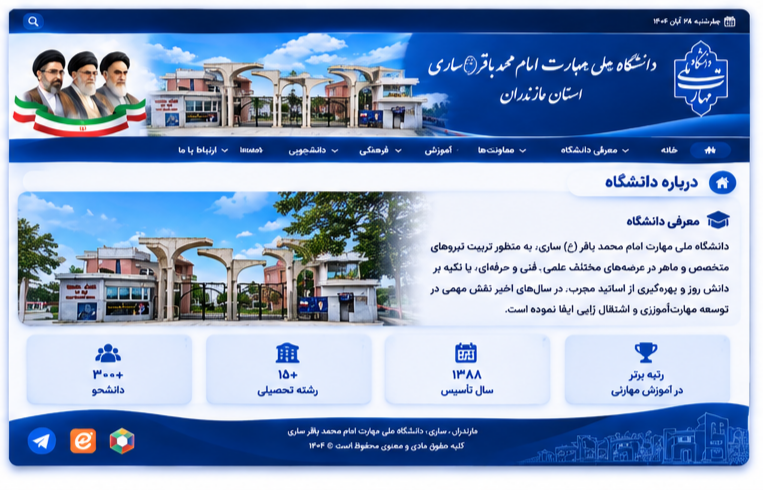 چهارشنبه ۲۸ آبان ۱۴۰۴
دانشگاه ملی مهارت امام محمدباقر ساری
استان مازندران
دانشگاه
ملی
مهارت
خانه
معرفی دانشگاه
معاونت‌ها
آموزش
فرهنگی
دانشجویی
ارتباط با ما
درباره دانشگاه
معرفی دانشگاه
دانشگاه ملی مهارت امام محمد باقر (ع) ساری، به منظور تربیت نیروهای
متخصص و ماهر در عرضه‌های مختلف علمی، فنی و حرفه‌ای، با تکیه بر
دانش روز و بهره‌گیری از اساتید مجرب، در سال‌های اخیر نقش مهمی در
توسعه مهارت‌آموزی و اشتغال زایی ایفا نموده است.
رتبه برتر
در آموزش مهارتی
۱۳۸۸
سال تأسیس
+۱۵
رشته تحصیلی
+۳۰۰
دانشجو
مازندران، ساری، دانشگاه ملی مهارت امام محمد باقر ساری
کلیه حقوق مادی و معنوی محفوظ است © ۱۴۰۴